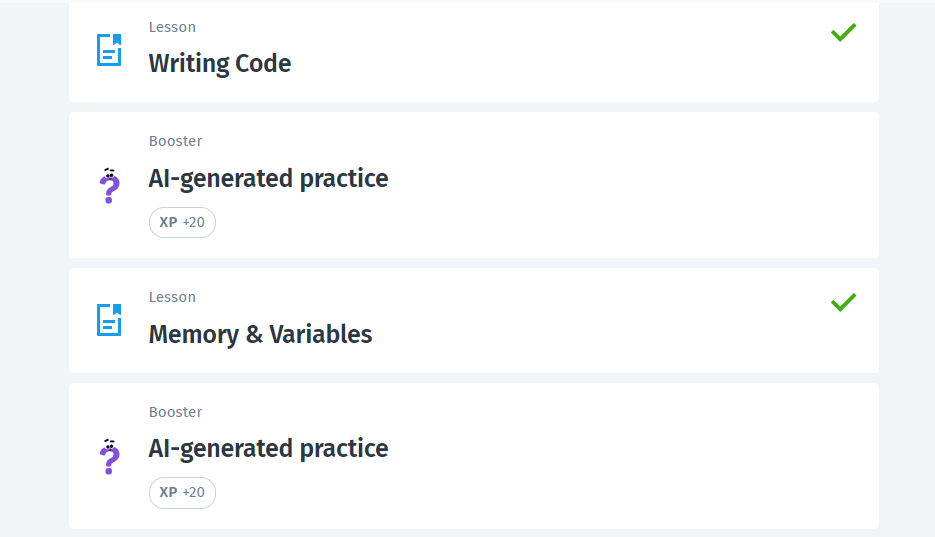 Lesson
Writing Code
Booster
AI-generated practice
XP +20
Lesson
Memory & Variables
Booster
AI-generated practice
XP +20